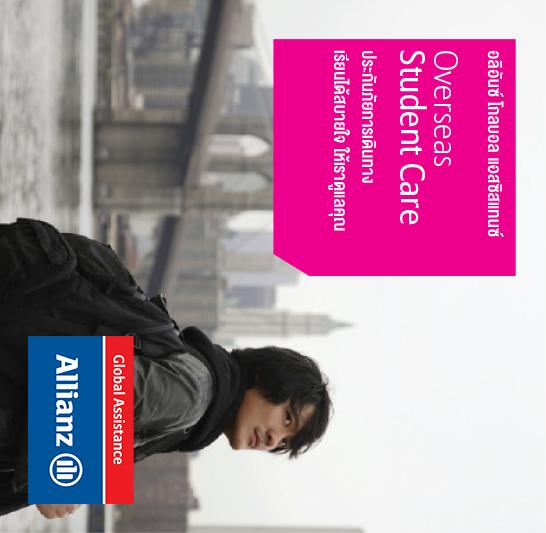 อลิอันซ์ โกลบอล แอสซิสแทนซ์
Overseas
Student Care
ประกันภัยการเดินทาง
เรียนได้สบายใจ ให้เราดูแลคุณ
Global Assistance
Allianz